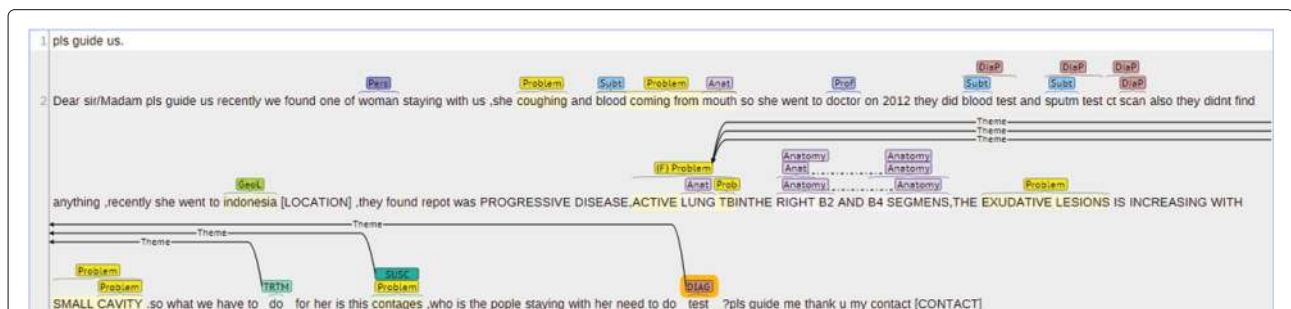 1 pls guide us.
Pers Problem Subt Problem Anat Prof DiaP Subt DiaP Subt DiaP DiaP
2 Dear sir/Madam pls guide us recently we found one of woman staying with us ,she coughing and blood coming from mouth so she went to doctor on 2012 they did blood test and sputm test ct scan also they didnt find
Theme
Theme
Theme
(F) Problem Anatomy Anatomy
Anat Anatomy
GeoL Anat Prob Anatomy Anatomy Problem
anything ,recently she went to indonesia [LOCATION] ,they found repot was PROGRESSIVE DISEASE,ACTIVE LUNG TBINTHE RIGHT B2 AND B4 SEGMENS,THE EXUDATIVE LESIONS IS INCREASING WITH
Theme
Theme
Theme
Problem SUSC
Problem TRTM Problem DIAG
SMALL CAVITY .so what we have to do for her is this contages ,who is the pople staying with her need to do test ?pls guide me thank u my contact [CONTACT]